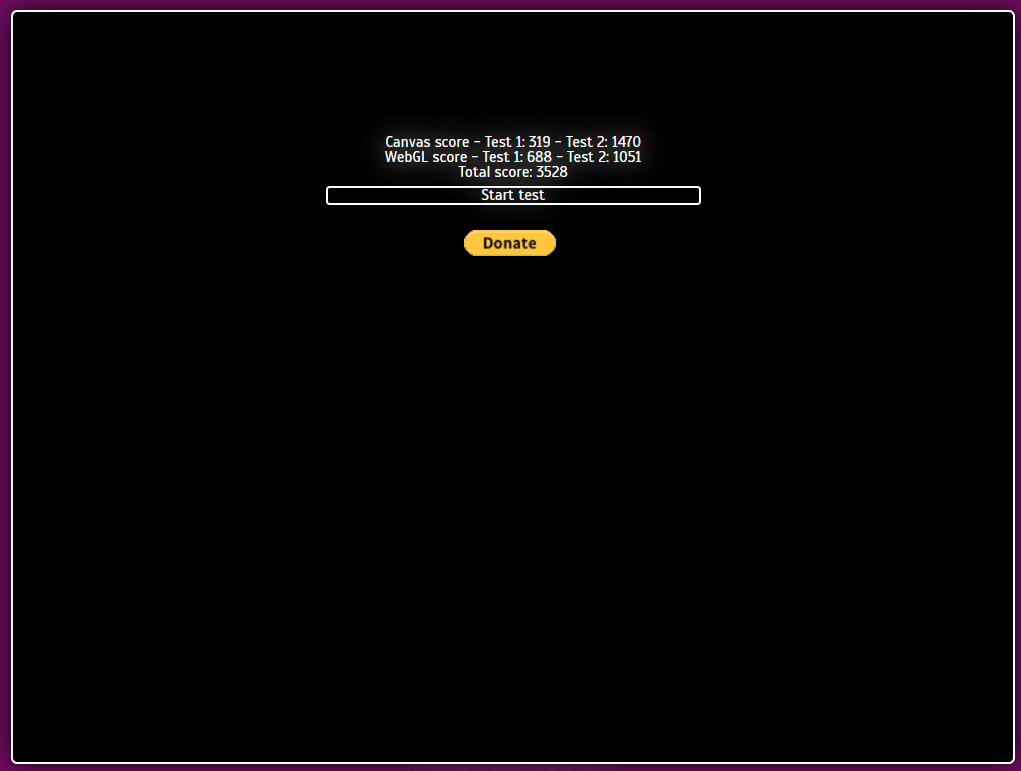 Canvas score - Test 1: 319 - Test 2: 1470
WebGL score - Test 1: 688 - Test 2: 1051
Total score: 3528
Start test
Donate